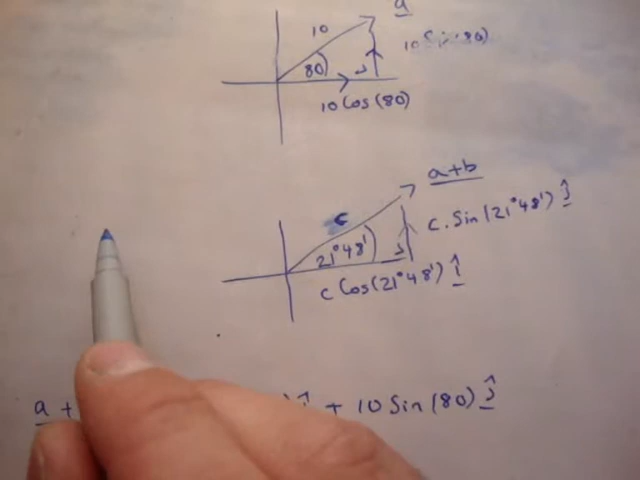 a
10
10 Sin(80)
80
10 Cos(80)
a+b
c
c. Sin(21°48') ĵ
21°48'
c Cos(21°48') î
a + î + 10 Sin(80) ĵ